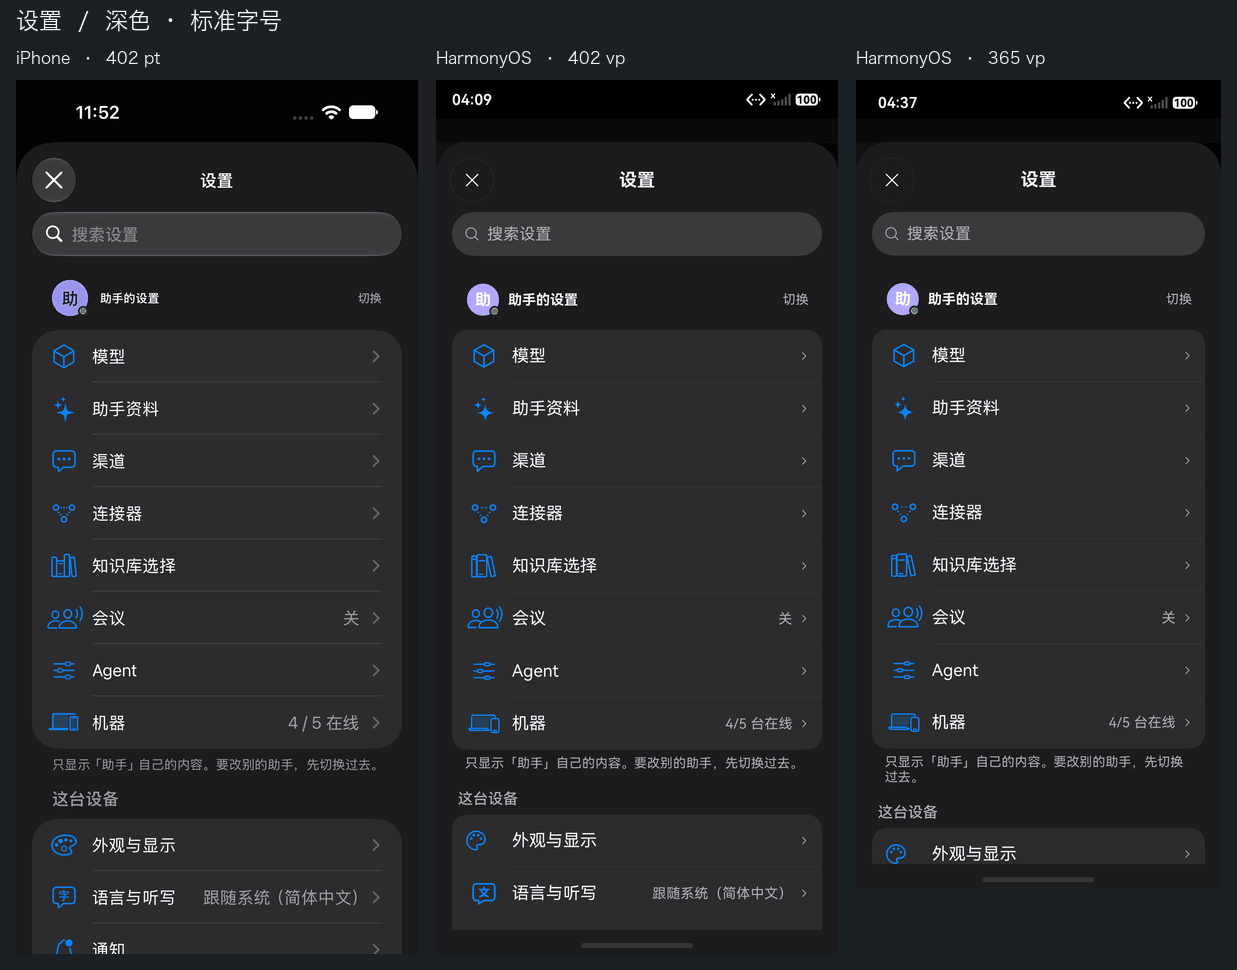 设置 / 深色 · 标准字号
iPhone · 402 pt
11:52
设置
搜索设置
助 助手的设置 切换
模型
助手资料
渠道
连接器
知识库选择
会议 关
Agent
机器 4 / 5 在线
只显示「助手」自己的内容。要改别的助手，先切换过去。
这台设备
外观与显示
字 语言与听写 跟随系统（简体中文）
通知
HarmonyOS · 402 vp
04:09 100
设置
搜索设置
助 助手的设置 切换
模型
助手资料
渠道
连接器
知识库选择
会议 关
Agent
机器 4/5 台在线
只显示「助手」自己的内容。要改别的助手，先切换过去。
这台设备
外观与显示
文 语言与听写 跟随系统（简体中文）
HarmonyOS · 365 vp
04:37 100
设置
搜索设置
助 助手的设置 切换
模型
助手资料
渠道
连接器
知识库选择
会议 关
Agent
机器 4/5 台在线
只显示「助手」自己的内容。要改别的助手，先切换
过去。
这台设备
外观与显示